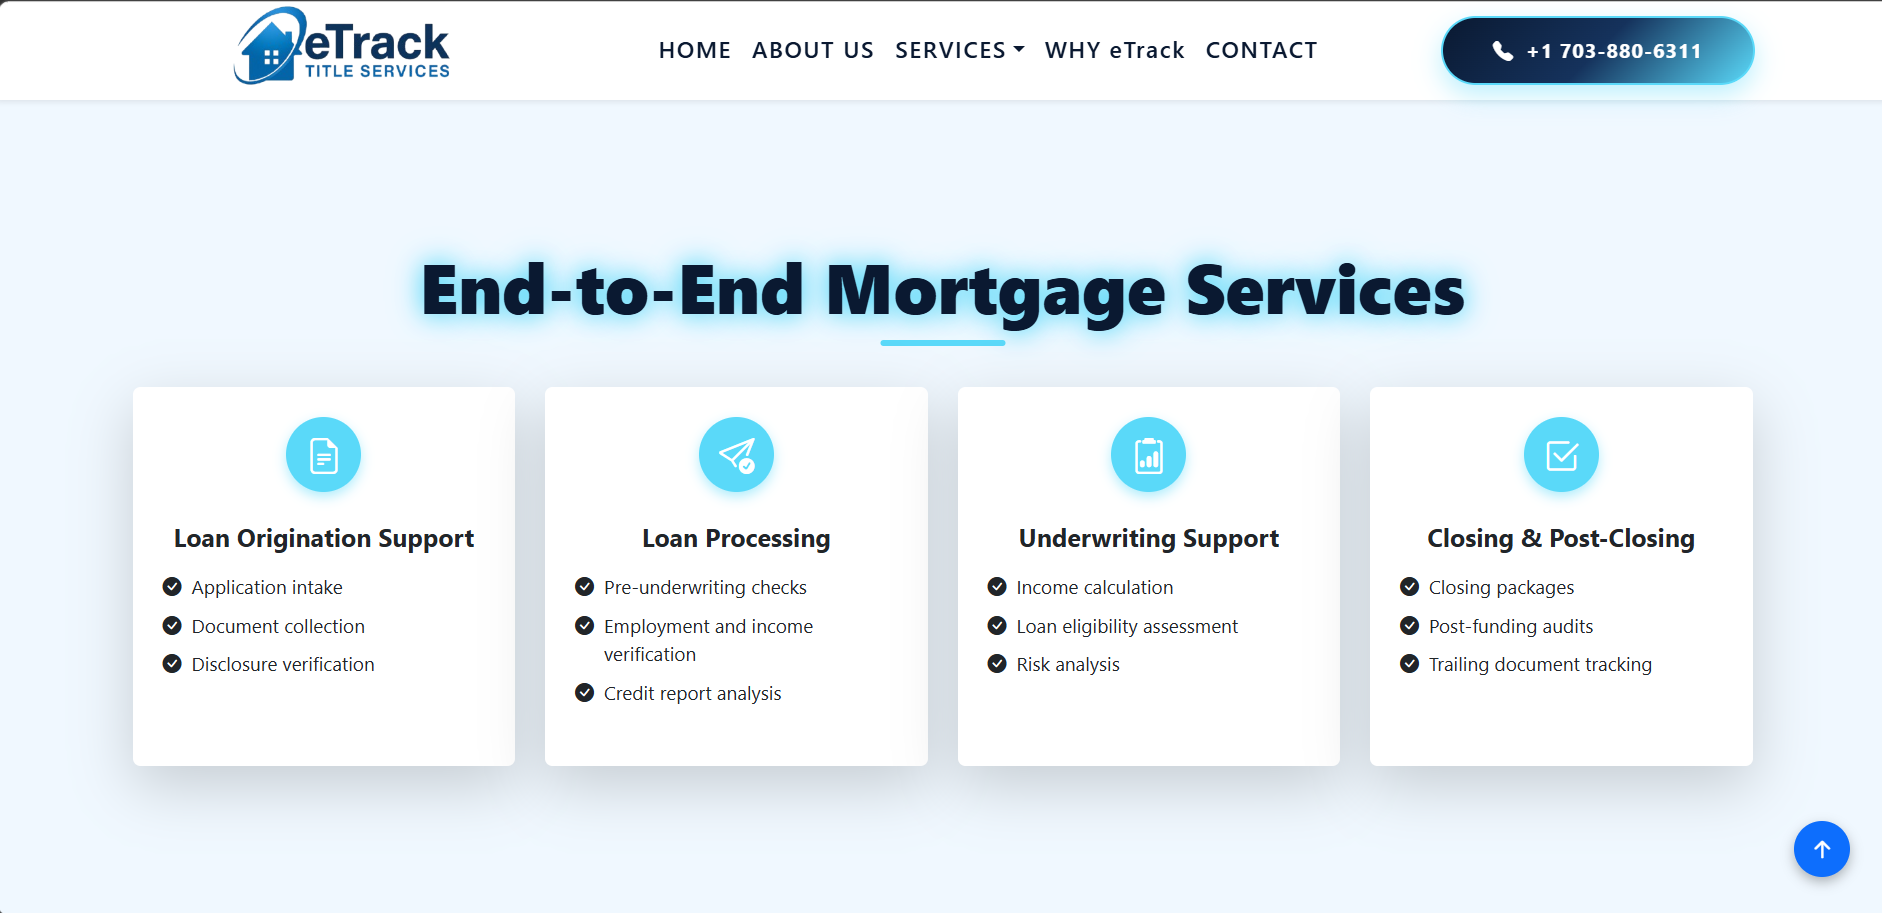 eTrack
TITLE SERVICES
HOME ABOUT US SERVICES WHY eTrack CONTACT
+1 703-880-6311
End-to-End Mortgage Services
Loan Origination Support
Application intake
Document collection
Disclosure verification
Loan Processing
Pre-underwriting checks
Employment and income
verification
Credit report analysis
Underwriting Support
Income calculation
Loan eligibility assessment
Risk analysis
Closing & Post-Closing
Closing packages
Post-funding audits
Trailing document tracking